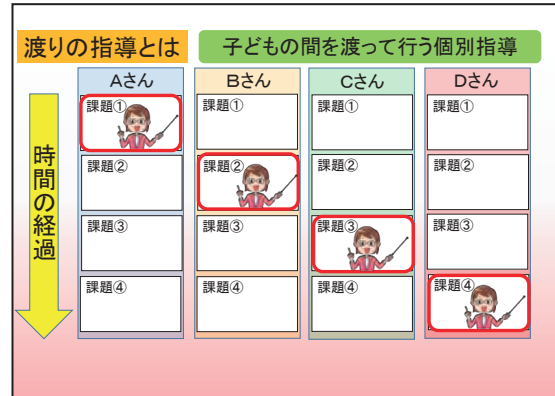 渡りの指導とは
子どもの間を渡って行う個別指導
時間の経過
Aさん
課題①
課題②
課題③
課題④
Bさん
課題①
課題②
課題③
課題④
Cさん
課題①
課題②
課題③
課題④
Dさん
課題①
課題②
課題③
課題④